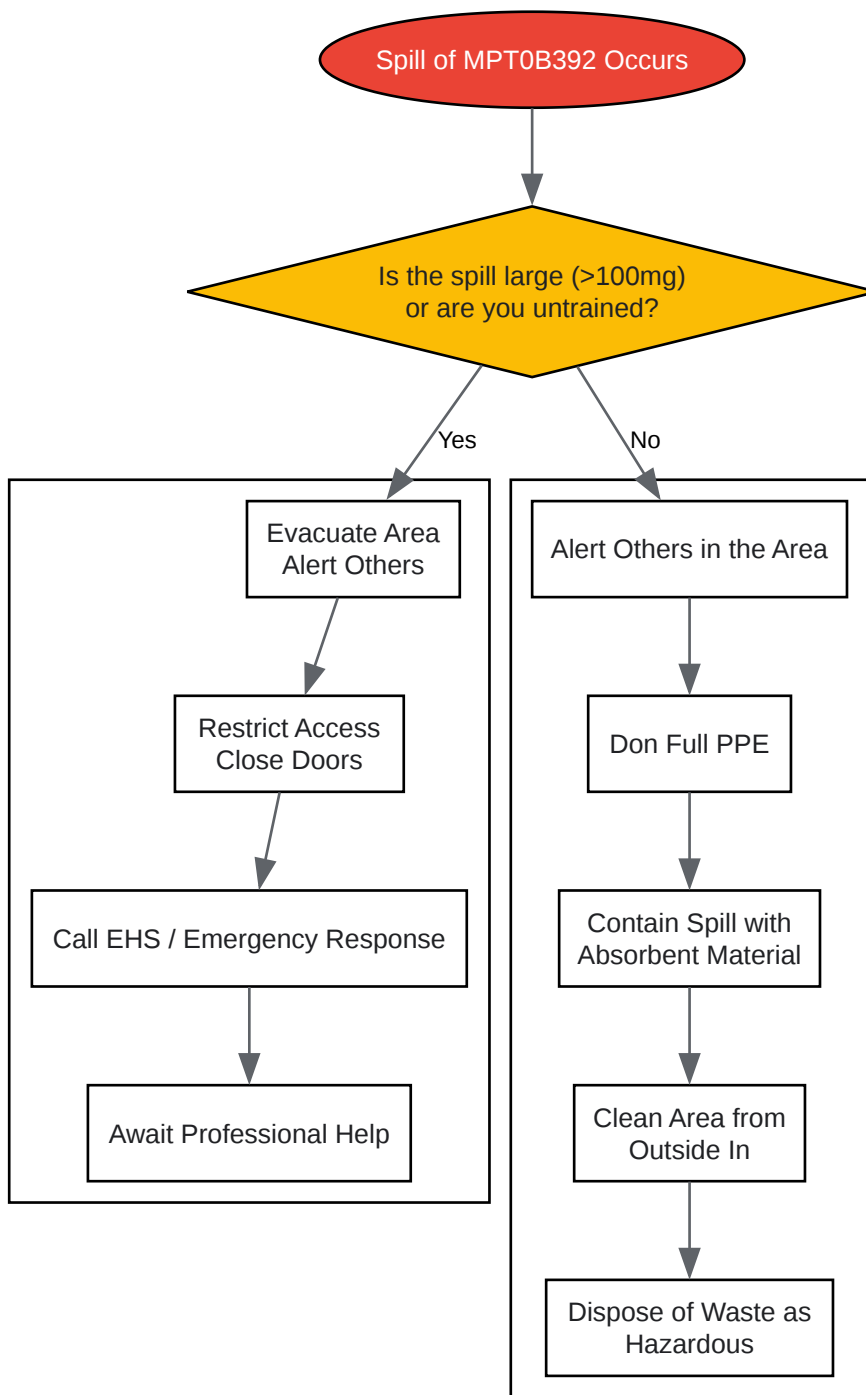 Spill of MPT0B392 Occurs
Is the spill large (>100mg)
or are you untrained?
Yes
No
Evacuate Area
Alert Others
Restrict Access
Close Doors
Call EHS / Emergency Response
Await Professional Help
Alert Others in the Area
Don Full PPE
Contain Spill with
Absorbent Material
Clean Area from
Outside In
Dispose of Waste as
Hazardous